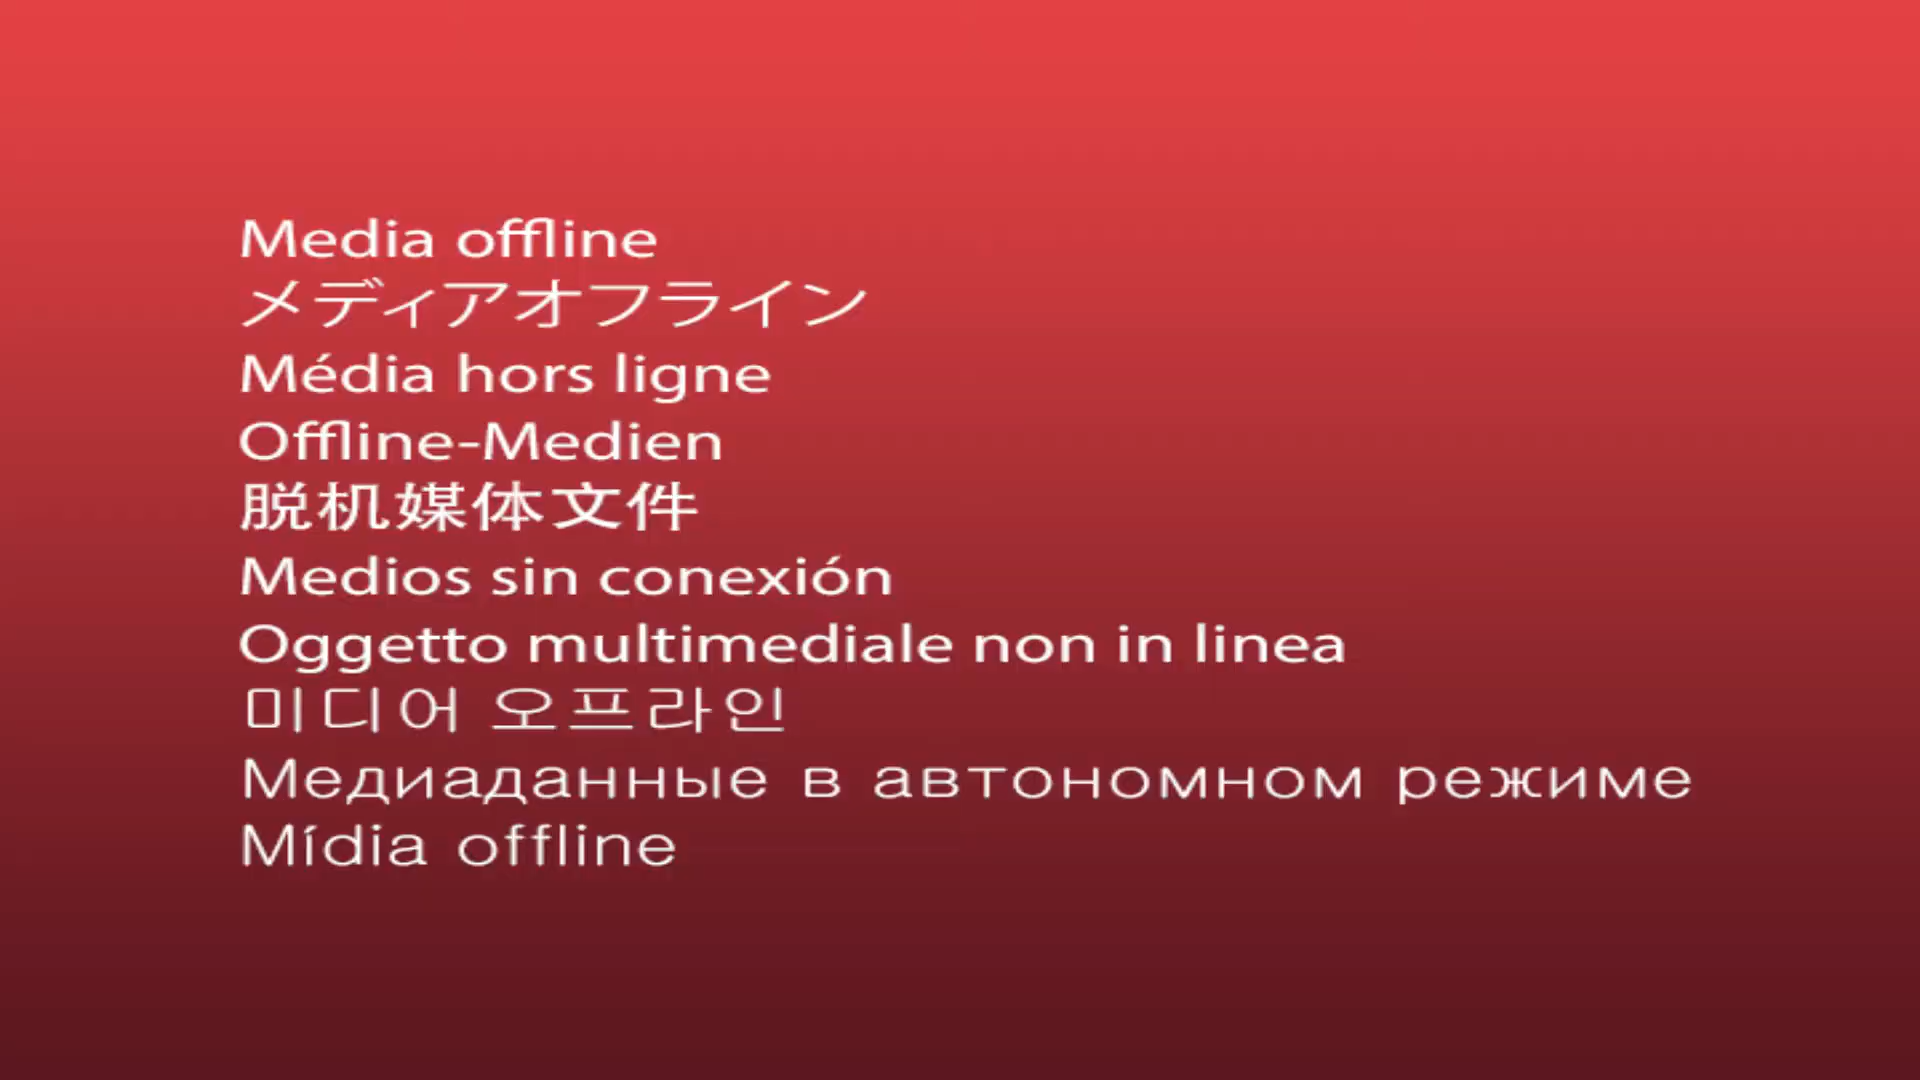 Media offline
メディアオフライン
Média hors ligne
Offline-Medien
脱机媒体文件
Medios sin conexión
Oggetto multimediale non in linea
미디어 오프라인
Медиаданные в автономном режиме
Mídia offline